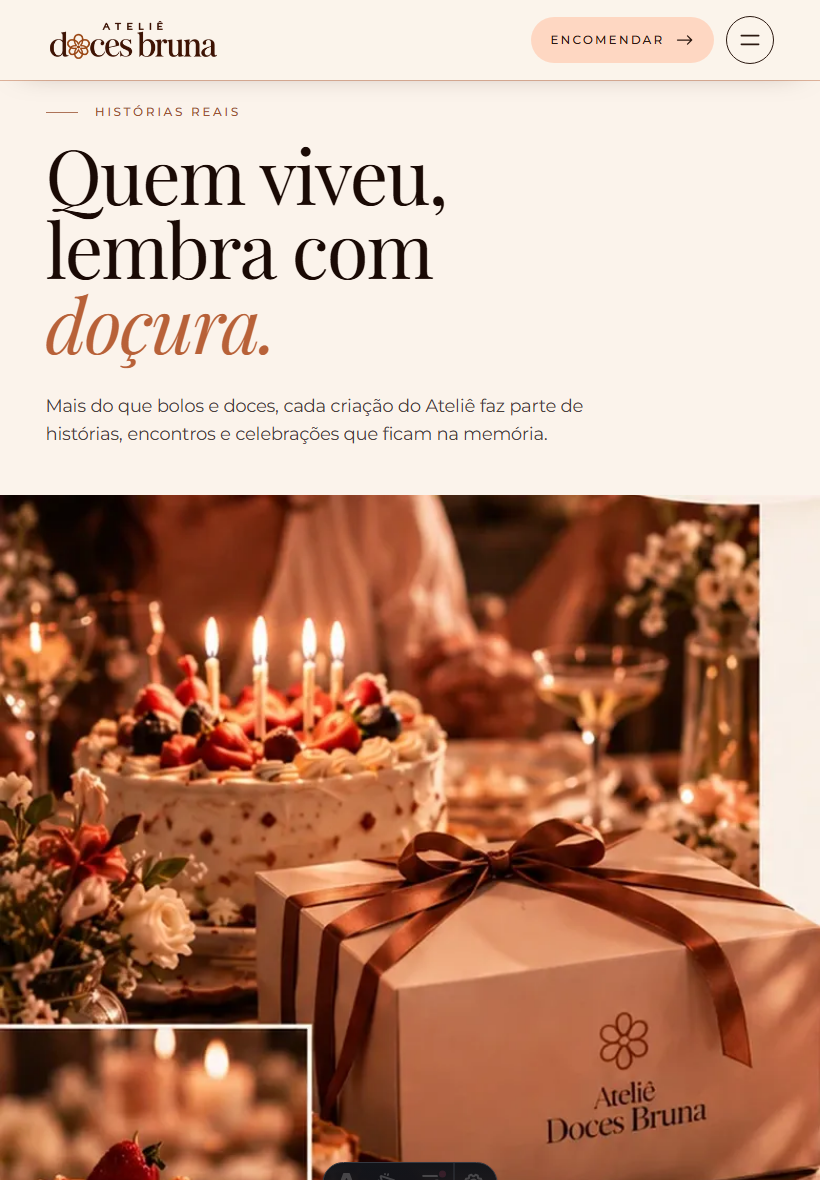 ATELIÊ
doces bruna
ENCOMENDAR
HISTÓRIAS REAIS
Quem viveu,
lembra com
doçura.
Mais do que bolos e doces, cada criação do Ateliê faz parte de
histórias, encontros e celebrações que ficam na memória.
Ateliê
Doces Bruna